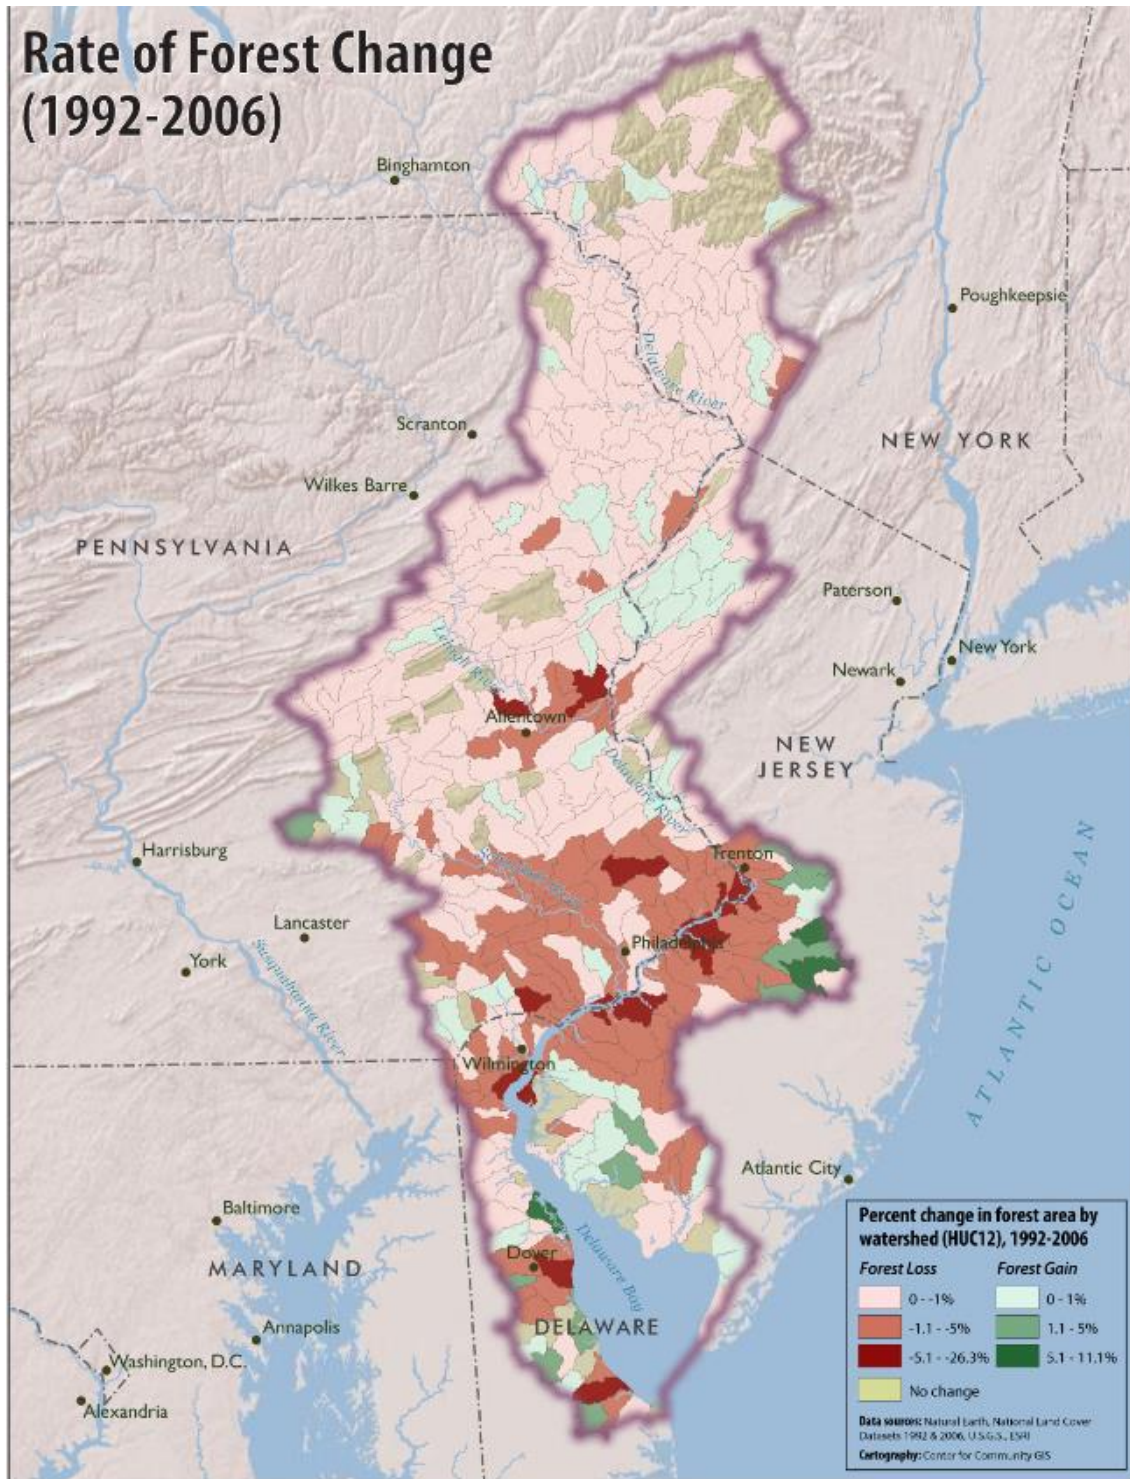 Rate of Forest Change
(1992-2006)
Binghamton
Poughkeepsie
Delaware River
Scranton
NEW YORK
Wilkes Barre
PENNSYLVANIA
Paterson
Lehigh River
New York
Newark
Allentown
NEW
JERSEY
Delaware River
Harrisburg
Trenton
Schuylkill River
Lancaster
Philadelphia
York
Susquehanna River
ATLANTIC OCEAN
Wilmington
Atlantic City
Baltimore
Delaware Bay
Dover
MARYLAND
DELAWARE
Annapolis
Washington, D.C.
Alexandria
Percent change in forest area by
watershed (HUC12), 1992-2006
Forest Loss Forest Gain
0 - -1% 0 - 1%
-1.1 - -5% 1.1 - 5%
-5.1 - -26.3% 5.1 - 11.1%
No change
Data sources: Natural Earth, National Land Cover
Datasets 1992 & 2006, U.S.G.S., ESRI
Cartography: Center for Community GIS